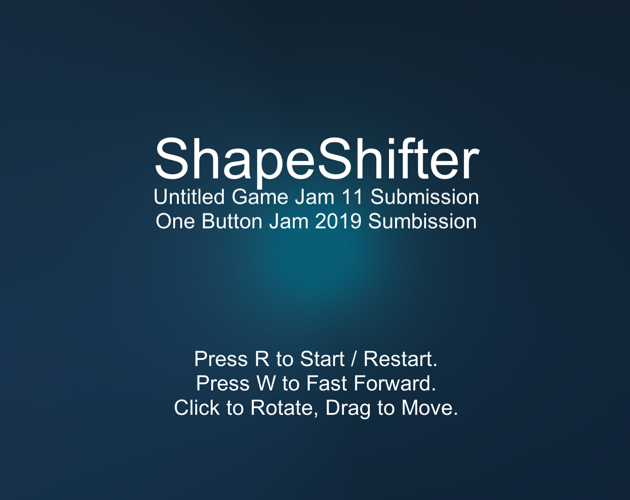 ShapeShifter
Untitled Game Jam 11 Submission
One Button Jam 2019 Sumbission
Press R to Start / Restart.
Press W to Fast Forward.
Click to Rotate, Drag to Move.